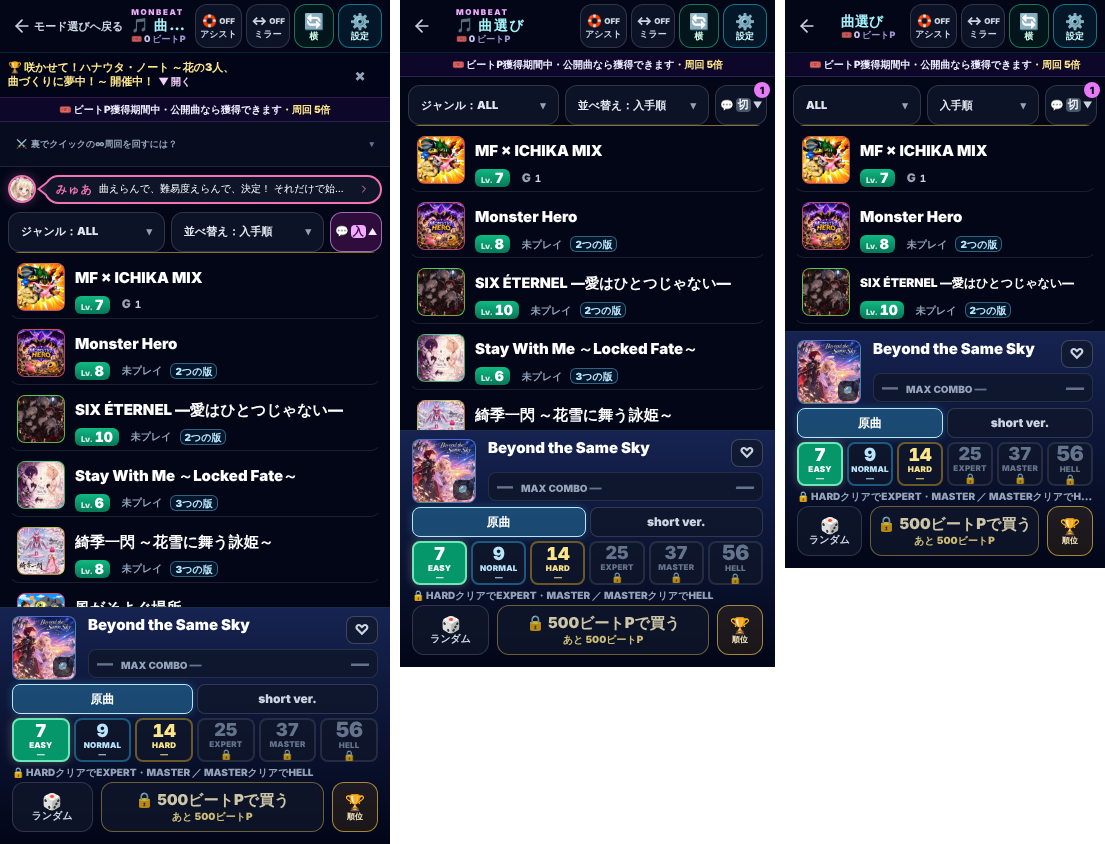 モード選びへ戻る
MONBEAT
🎵 曲…
🎟 0 ビートP
🛟 OFF
アシスト
↔ OFF
ミラー
🔄
横
⚙️
設定
🏆 咲かせて！ハナウタ・ノート ～花の3人、
曲づくりに夢中！～ 開催中！ ▼開く
×
🎟 ビートP獲得期間中・公開曲なら獲得できます・周回 5倍
⚔ 裏でクイックの∞周回を回すには？ ▼
みゅあ 曲えらんで、難易度えらんで、決定！ それだけで始…
ジャンル：ALL ▼
並べ替え：入手順 ▼
💬 入 ▲
MF × ICHIKA MIX
Lv. 7 G 1
Monster Hero
Lv. 8 未プレイ 2つの版
SIX ÉTERNEL —愛はひとつじゃない—
Lv. 10 未プレイ 2つの版
Stay With Me ～Locked Fate～
Lv. 6 未プレイ 3つの版
綺季一閃 ～花雪に舞う詠姫～
Lv. 8 未プレイ 3つの版
風がそよぐ場所
Beyond the Same Sky
— MAX COMBO — —
原曲
short ver.
7 EASY —
9 NORMAL —
14 HARD —
25 EXPERT 🔒
37 MASTER 🔒
56 HELL 🔒
🔒 HARDクリアでEXPERT・MASTER ／ MASTERクリアでHELL
🎲
ランダム
🔒 500ビートPで買う
あと 500ビートP
🏆
順位
MONBEAT
🎵 曲選び
🎟 0 ビートP
🛟 OFF
アシスト
↔ OFF
ミラー
🔄
横
⚙️
設定
🎟 ビートP獲得期間中・公開曲なら獲得できます・周回 5倍
ジャンル：ALL ▼
並べ替え：入手順 ▼
💬 切 ▼
1
MF × ICHIKA MIX
Lv. 7 G 1
Monster Hero
Lv. 8 未プレイ 2つの版
SIX ÉTERNEL —愛はひとつじゃない—
Lv. 10 未プレイ 2つの版
Stay With Me ～Locked Fate～
Lv. 6 未プレイ 3つの版
綺季一閃 ～花雪に舞う詠姫～
Beyond the Same Sky
— MAX COMBO — —
原曲
short ver.
7 EASY —
9 NORMAL —
14 HARD —
25 EXPERT 🔒
37 MASTER 🔒
56 HELL 🔒
🔒 HARDクリアでEXPERT・MASTER ／ MASTERクリアでHELL
🎲
ランダム
🔒 500ビートPで買う
あと 500ビートP
🏆
順位
曲選び
🎟 0 ビートP
🛟 OFF
アシスト
↔ OFF
ミラー
🔄
横
⚙️
設定
🎟 ビートP獲得期間中・公開曲なら獲得できます・周回 5倍
ALL ▼
入手順 ▼
💬 切 ▼
1
MF × ICHIKA MIX
Lv. 7 G 1
Monster Hero
Lv. 8 未プレイ 2つの版
SIX ÉTERNEL —愛はひとつじゃない—
Lv. 10 未プレイ 2つの版
Beyond the Same Sky
— MAX COMBO — —
原曲
short ver.
7 EASY —
9 NORMAL —
14 HARD —
25 EXPERT 🔒
37 MASTER 🔒
56 HELL 🔒
🔒 HARDクリアでEXPERT・MASTER ／ MASTERクリアでH…
🎲
ランダム
🔒 500ビートPで買う
あと 500ビートP
🏆
順位